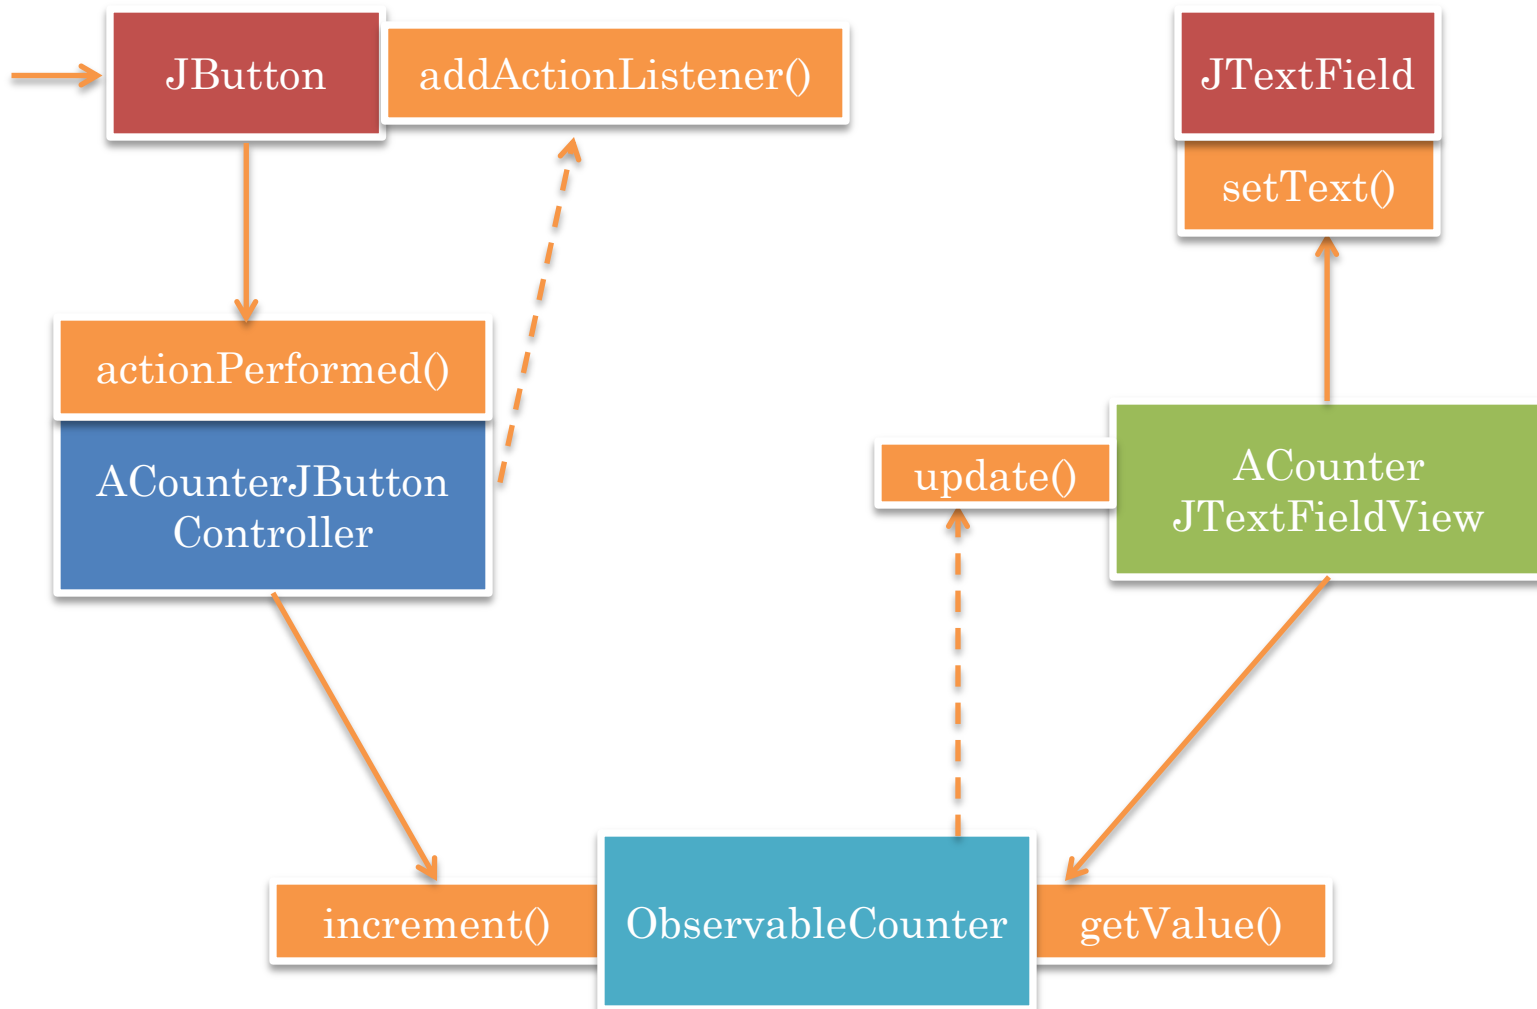 JButton
addActionListener()
JTextField
setText()
actionPerformed()
ACounterJButton
Controller
update()
ACounter
JTextFieldView
increment()
ObservableCounter
getValue()